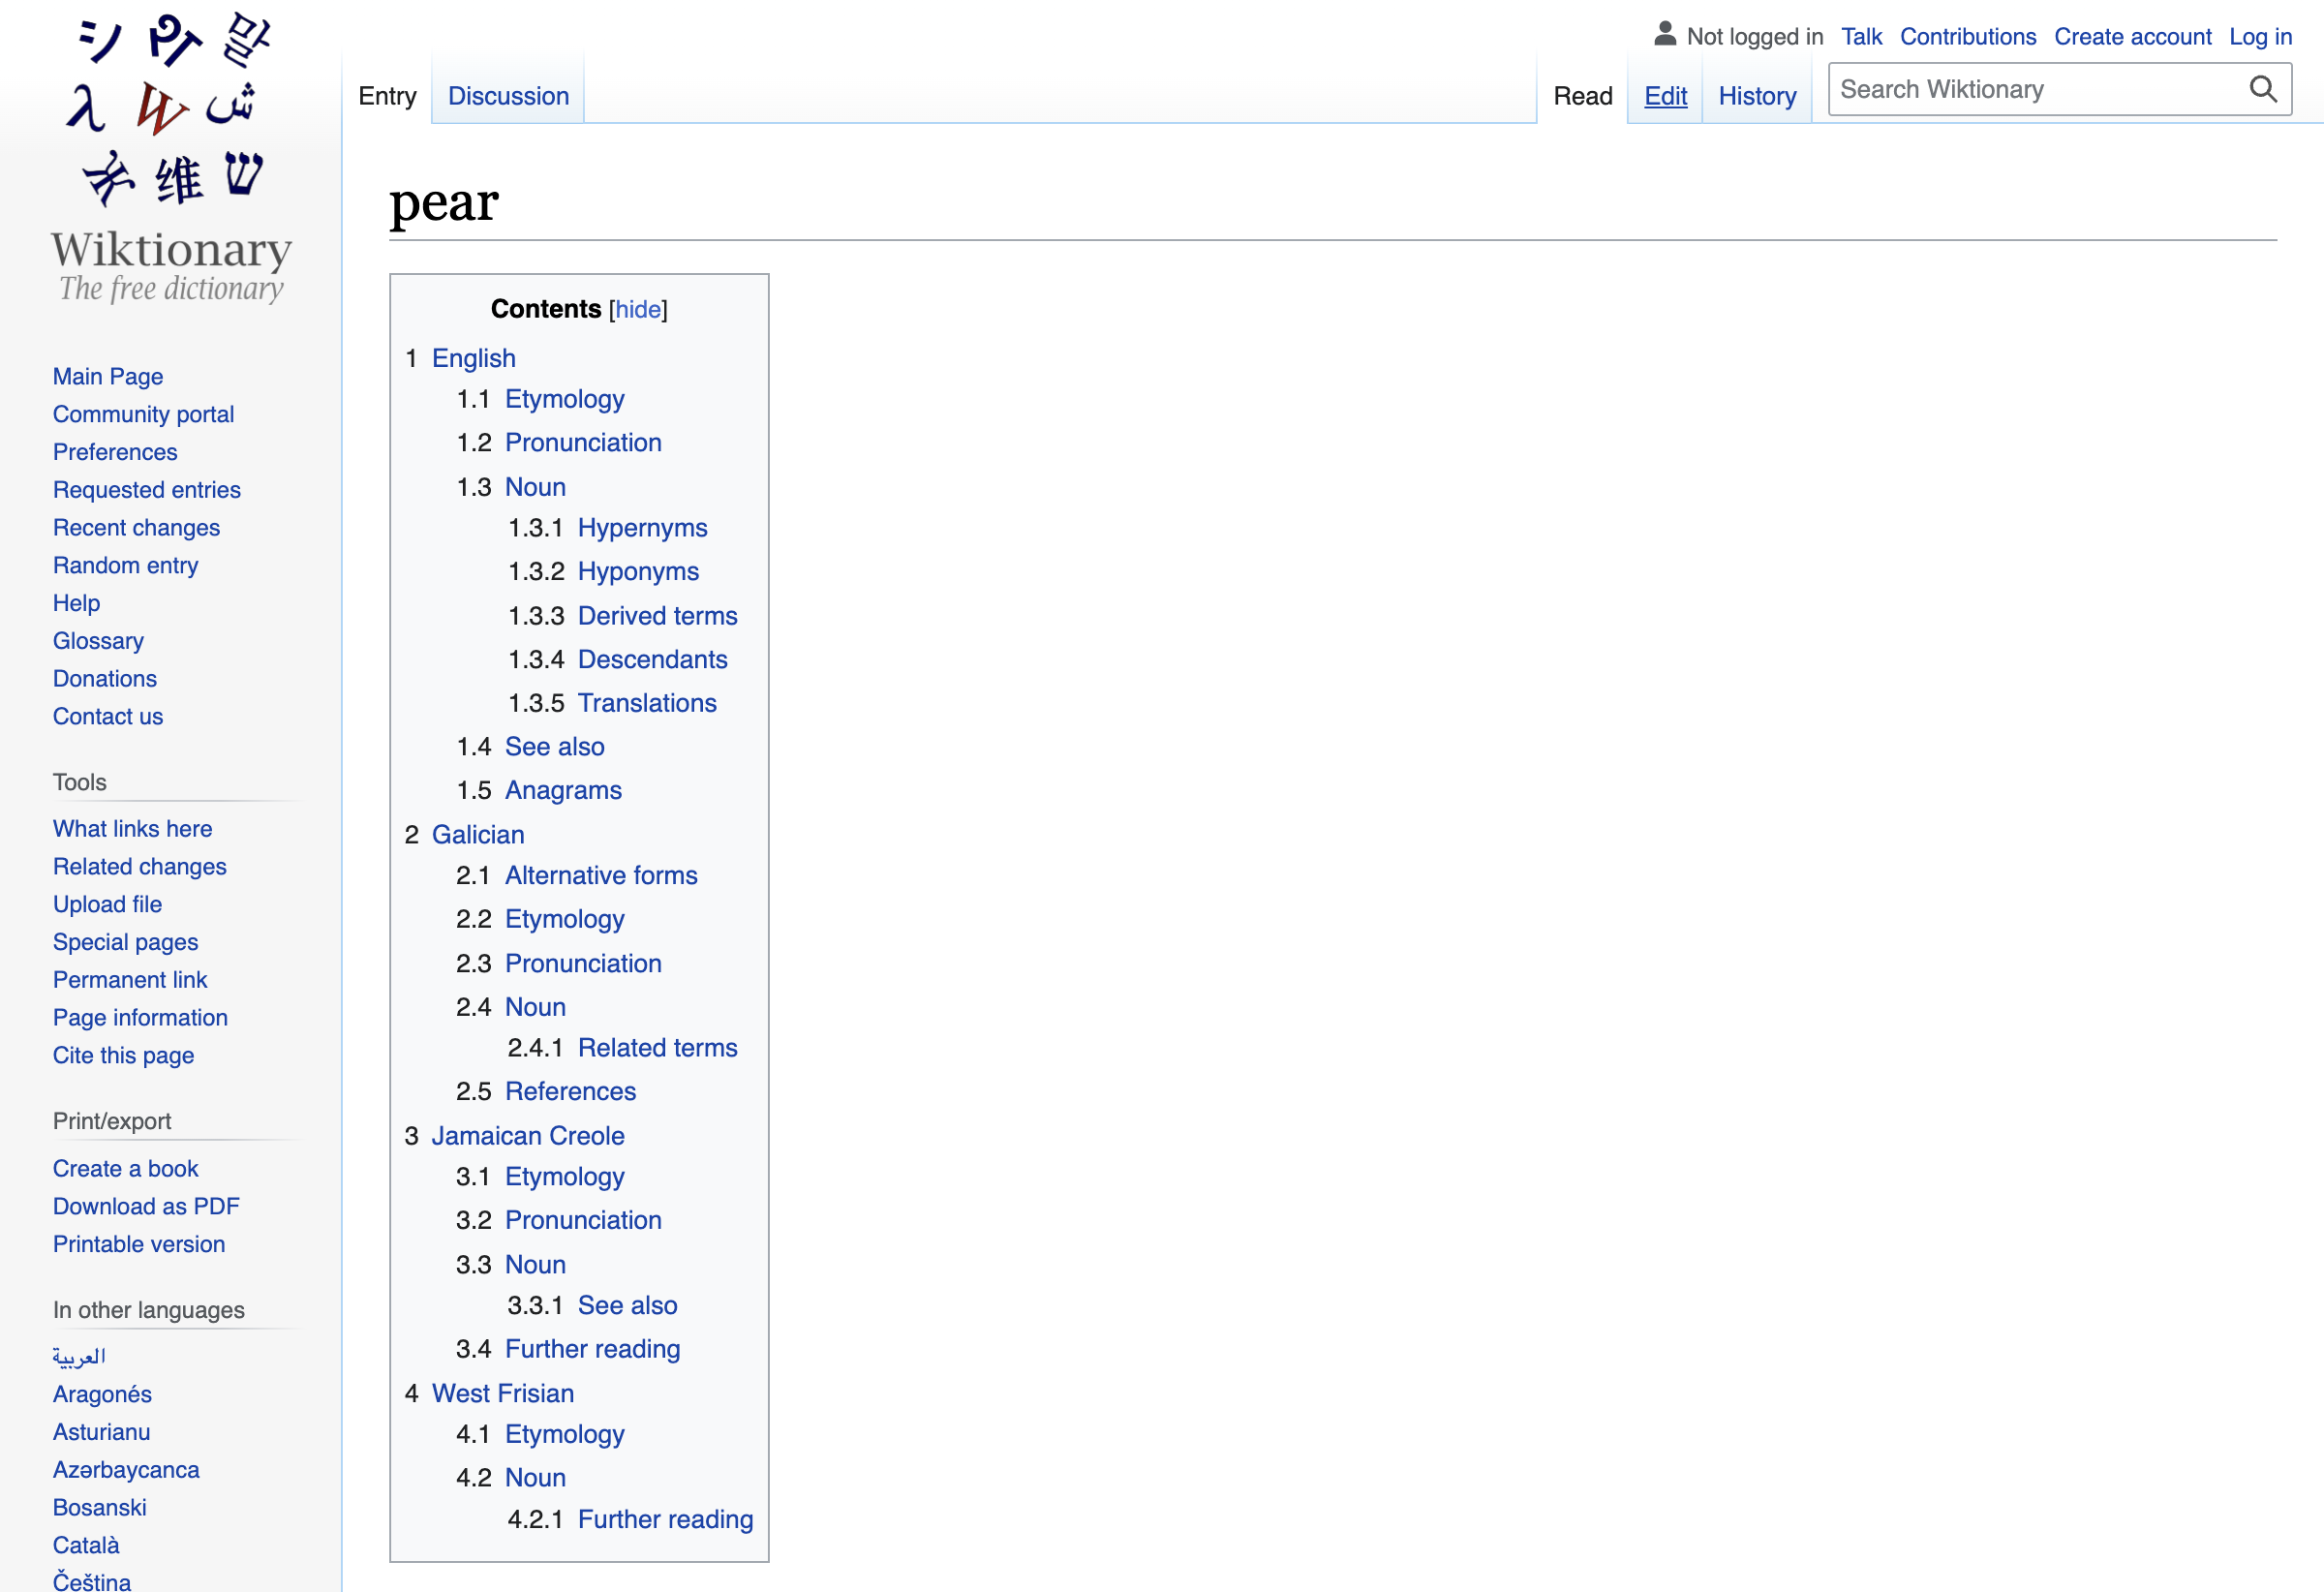 シ や 말
λ W ش
维 ש
Wiktionary
The free dictionary
Main Page
Community portal
Preferences
Requested entries
Recent changes
Random entry
Help
Glossary
Donations
Contact us
Tools
What links here
Related changes
Upload file
Special pages
Permanent link
Page information
Cite this page
Print/export
Create a book
Download as PDF
Printable version
In other languages
العربية
Aragonés
Asturianu
Azərbaycanca
Bosanski
Català
Čeština
Not logged in Talk Contributions Create account Log in
Entry Discussion Read Edit History Search Wiktionary
pear
Contents [hide]
1 English
1.1 Etymology
1.2 Pronunciation
1.3 Noun
1.3.1 Hypernyms
1.3.2 Hyponyms
1.3.3 Derived terms
1.3.4 Descendants
1.3.5 Translations
1.4 See also
1.5 Anagrams
2 Galician
2.1 Alternative forms
2.2 Etymology
2.3 Pronunciation
2.4 Noun
2.4.1 Related terms
2.5 References
3 Jamaican Creole
3.1 Etymology
3.2 Pronunciation
3.3 Noun
3.3.1 See also
3.4 Further reading
4 West Frisian
4.1 Etymology
4.2 Noun
4.2.1 Further reading